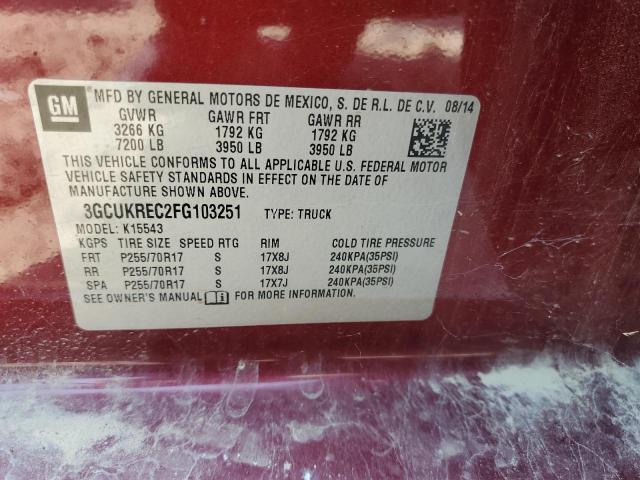 GM MFD BY GENERAL MOTORS DE MEXICO, S. DE R.L. DE C.V. 08/14
GVWR GAWR FRT GAWR RR
3266 KG 1792 KG 1792 KG
7200 LB 3950 LB 3950 LB
THIS VEHICLE CONFORMS TO ALL APPLICABLE U.S. FEDERAL MOTOR
VEHICLE SAFETY STANDARDS IN EFFECT ON THE DATE OF
MANUFACTURE SHOWN ABOVE.
3GCUKREC2FG103251 TYPE: TRUCK
MODEL: K15543
KGPS TIRE SIZE SPEED RTG RIM COLD TIRE PRESSURE
FRT P255/70R17 S 17X8J 240KPA(35PSI)
RR P255/70R17 S 17X8J 240KPA(35PSI)
SPA P255/70R17 S 17X7J 240KPA(35PSI)
SEE OWNER'S MANUAL FOR MORE INFORMATION.